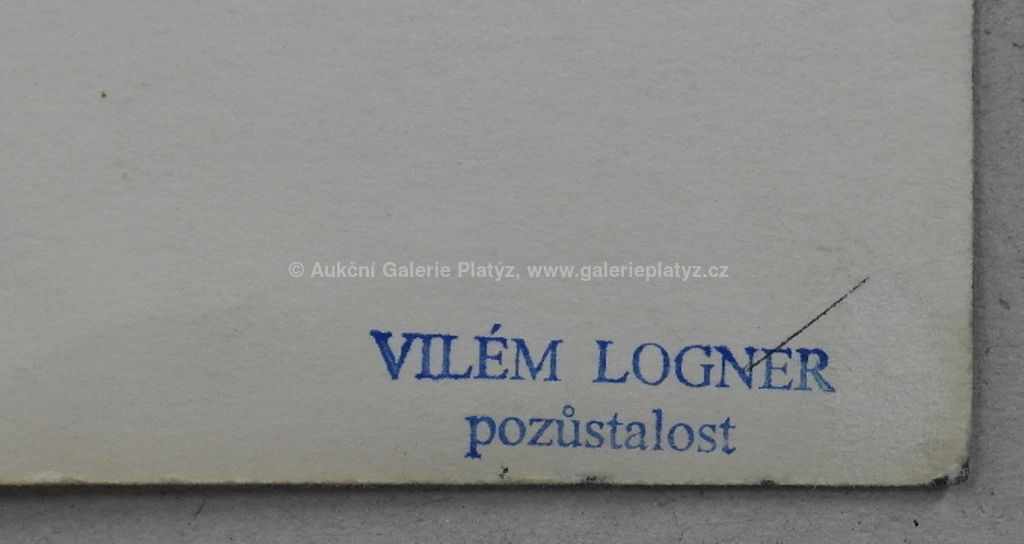 © Aukční Galerie Platýz, www.galerieplatyz.cz
VILÉM LOGNER
pozůstalost